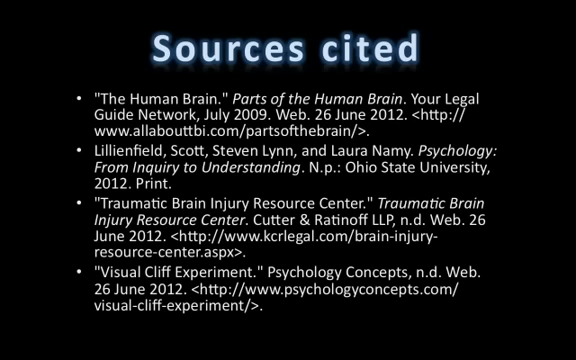 Sources cited
• "The Human Brain." Parts of the Human Brain. Your Legal
Guide Network, July 2009. Web. 26 June 2012. <http://
www.allabouttbi.com/partsofthebrain/>.
• Lillienfield, Scott, Steven Lynn, and Laura Namy. Psychology:
From Inquiry to Understanding. N.p.: Ohio State University,
2012. Print.
• "Traumatic Brain Injury Resource Center." Traumatic Brain
Injury Resource Center. Cutter & Ratinoff LLP, n.d. Web. 26
June 2012. <http://www.kcrlegal.com/brain-injury-
resource-center.aspx>.
• "Visual Cliff Experiment." Psychology Concepts, n.d. Web.
26 June 2012. <http://www.psychologyconcepts.com/
visual-cliff-experiment/>.